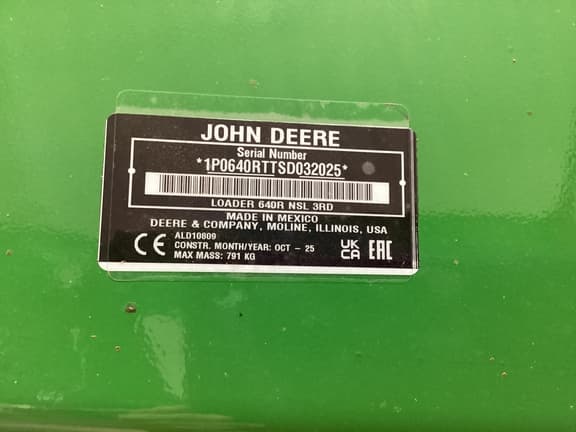 JOHN DEERE
Serial Number
*1P0640RTTSD032025*
LOADER 640R NSL 3RD
MADE IN MEXICO
DEERE & COMPANY, MOLINE, ILLINOIS, USA
ALD10809
CE
CONSTR. MONTH/YEAR: OCT - 25
MAX MASS: 791 KG
UK
CA
EAC